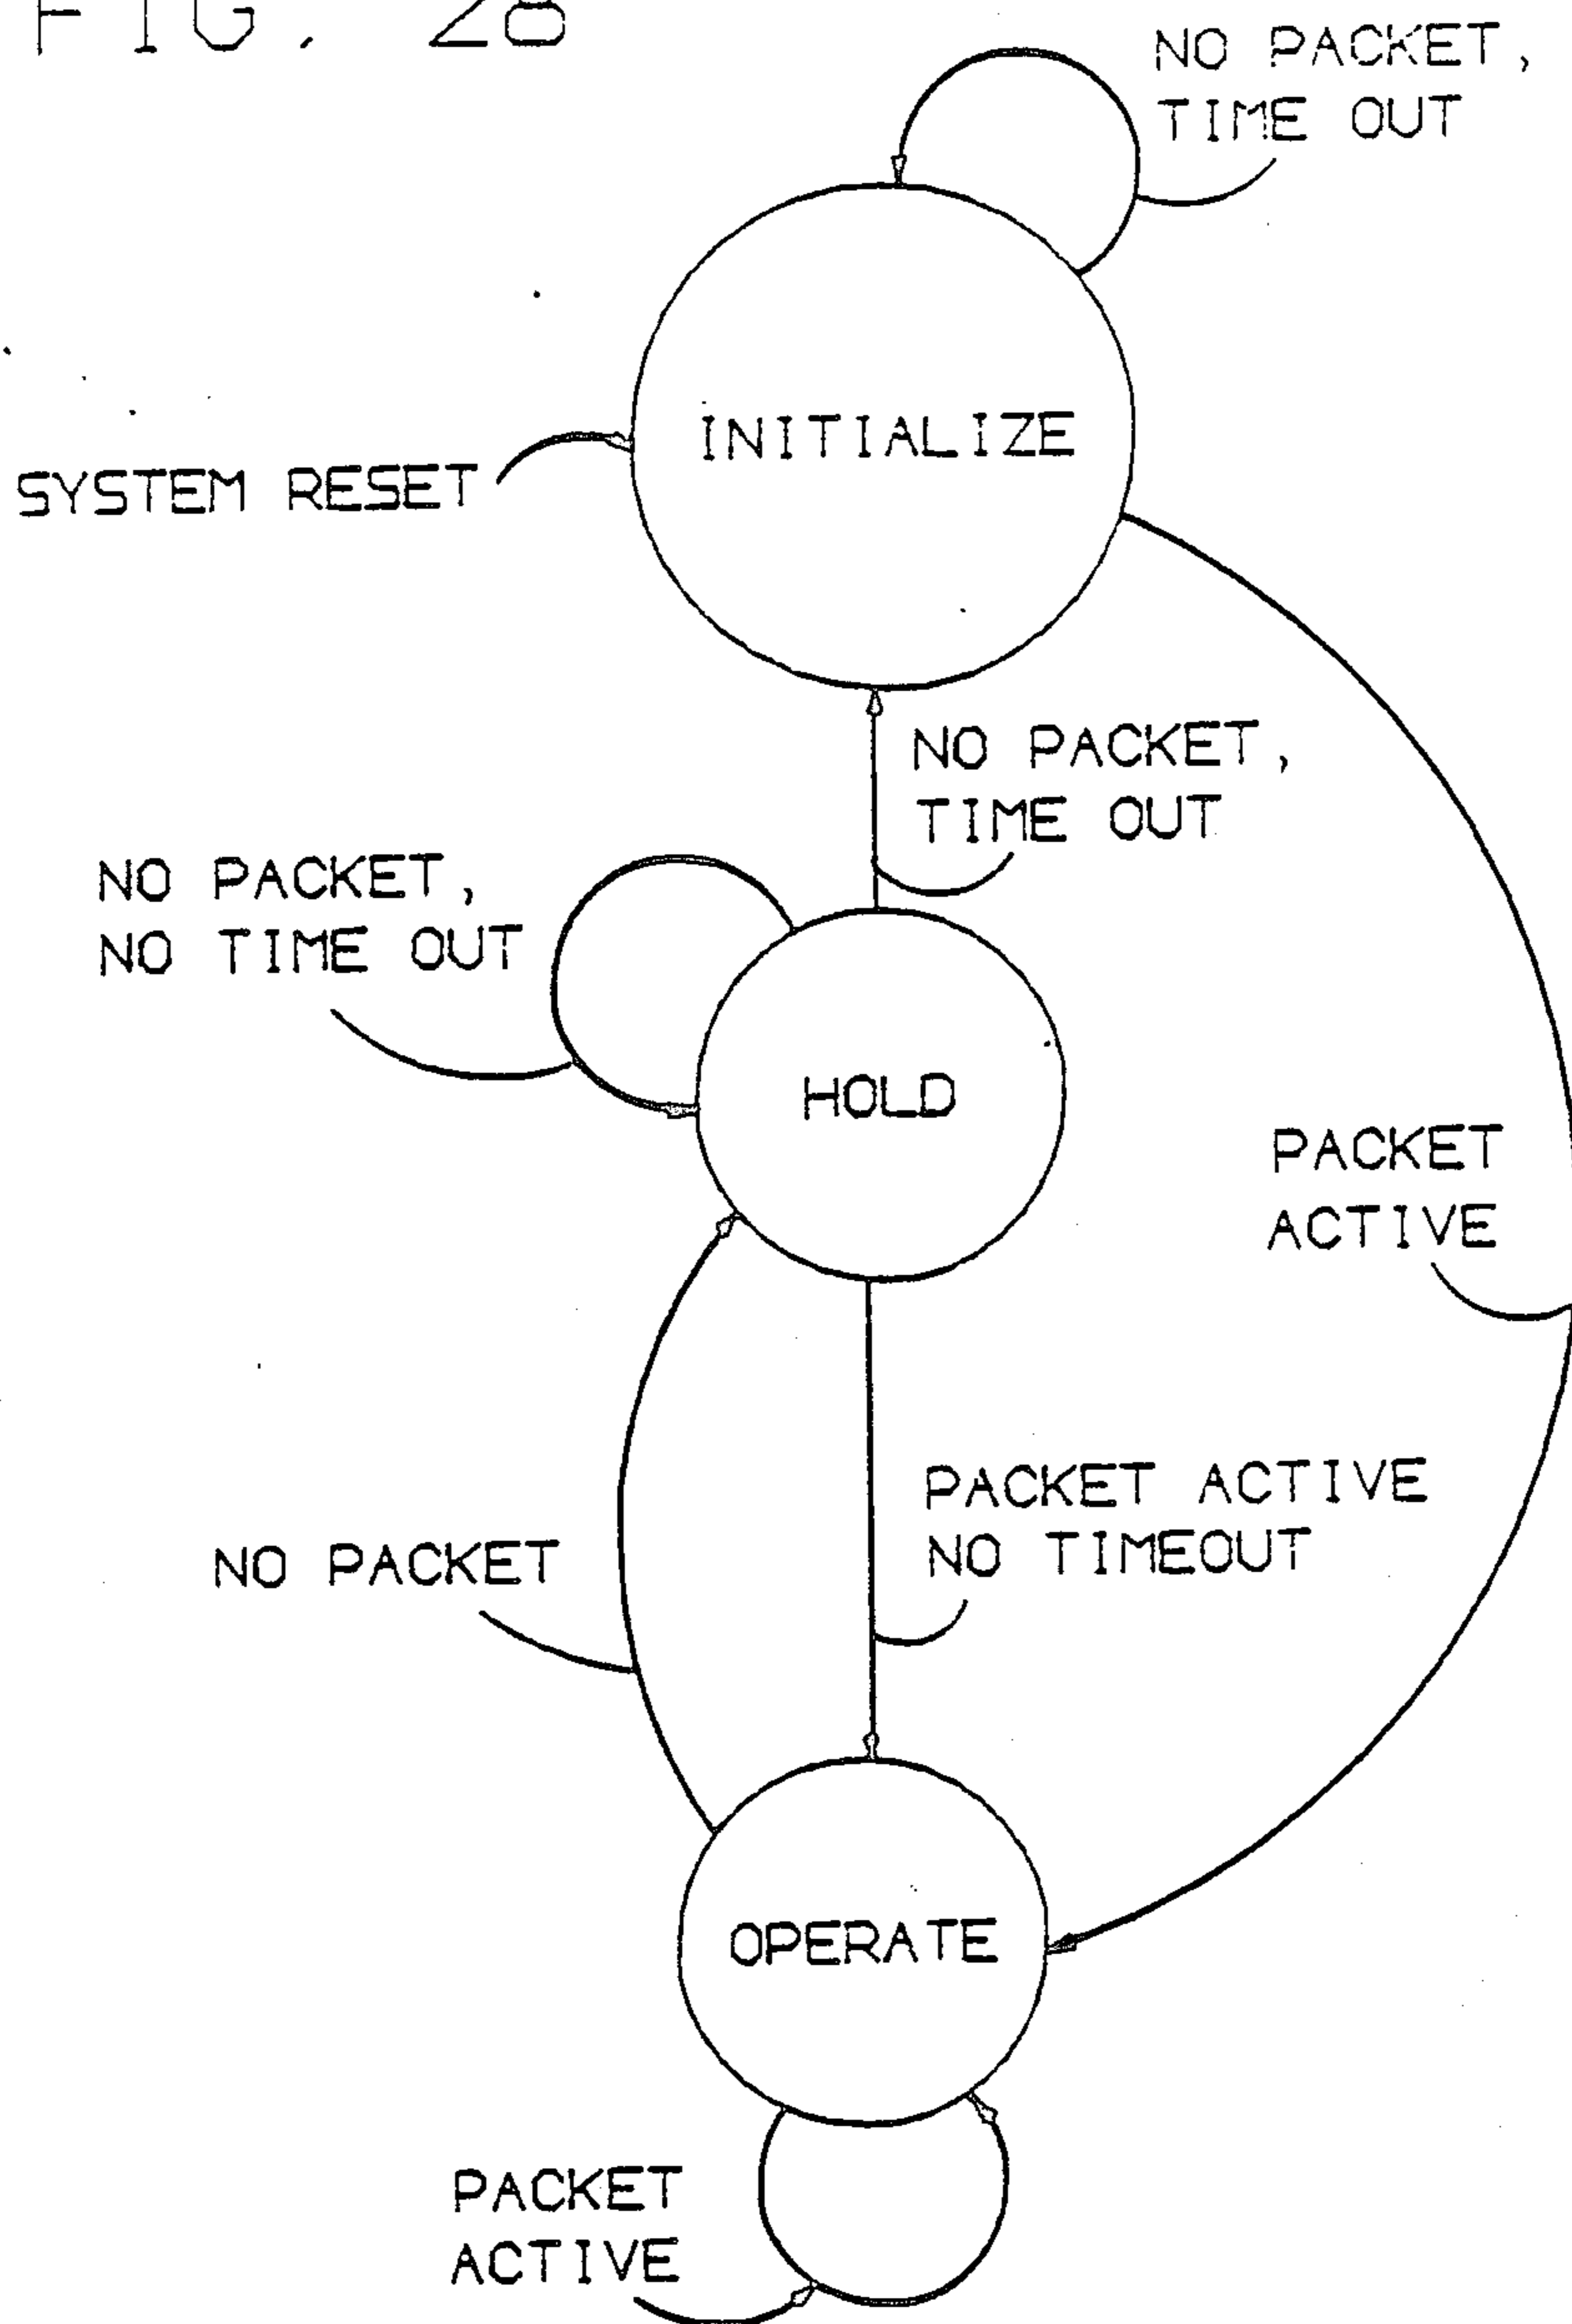 FIG. 28
NO PACKET,
TIME OUT
INITIALIZE
SYSTEM RESET
NO PACKET,
TIME OUT
NO PACKET,
NO TIME OUT
HOLD
PACKET
ACTIVE
PACKET ACTIVE
NO TIMEOUT
NO PACKET
OPERATE
PACKET
ACTIVE